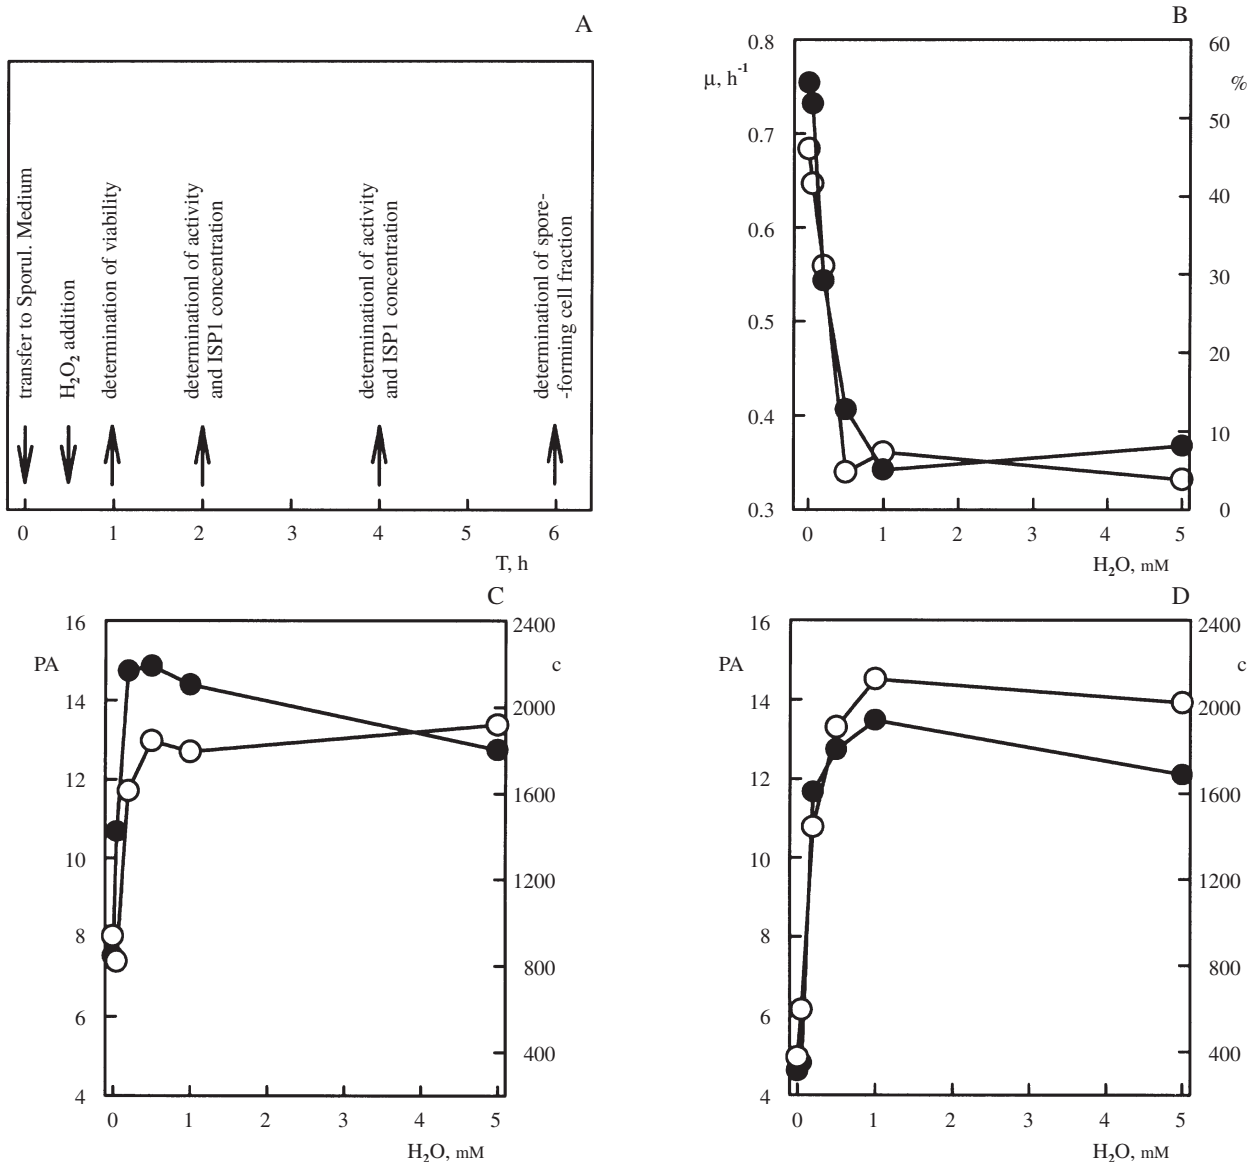 A
transfer to Sporul. Medium
H₂O₂ addition
determination of viability
determinationl of activity
and ISP1 concentration
determinationl of activity
and ISP1 concentration
determinationl of spore-
-forming cell fraction
0 1 2 3 4 5 6
T, h
B
μ, h⁻¹
%
0.8
0.7
0.6
0.5
0.4
0.3
60
50
40
30
20
10
0
0 1 2 3 4 5
H₂O, mM
C
PA
c
16
14
12
10
8
6
4
2400
2000
1600
1200
800
400
0 1 2 3 4 5
H₂O, mM
D
PA
c
16
14
12
10
8
6
4
2400
2000
1600
1200
800
400
0 1 2 3 4 5
H₂O, mM